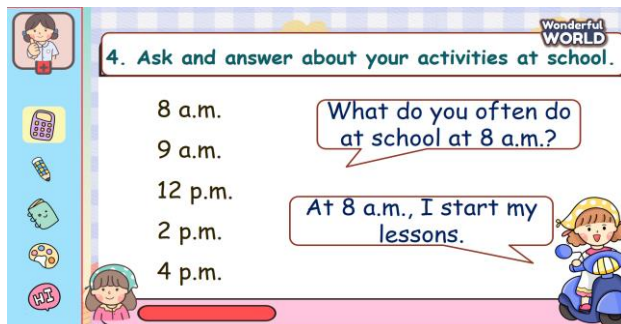 Wonderful
WORLD
4. Ask and answer about your activities at school.
8 a.m.
9 a.m.
12 p.m.
2 p.m.
4 p.m.
What do you often do
at school at 8 a.m.?
At 8 a.m., I start my
lessons.
HI